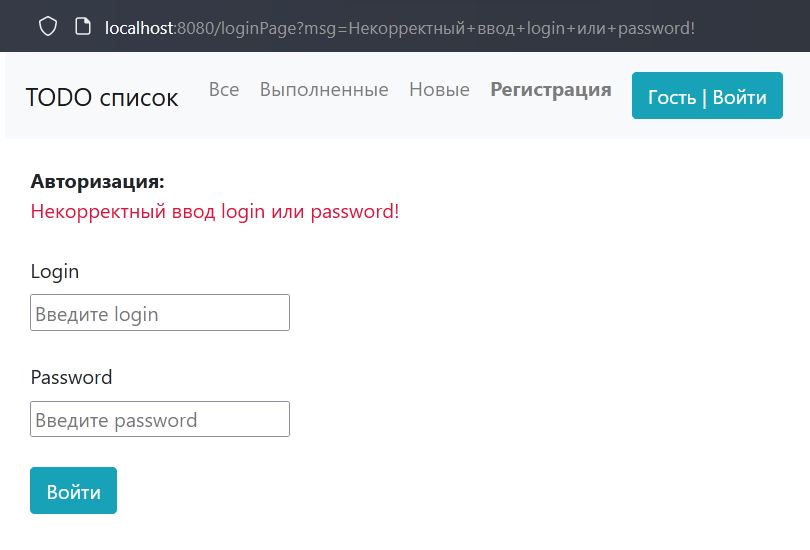 localhost:8080/loginPage?msg=Некорректный+ввод+login+или+password!
TODO список Все Выполненные Новые Регистрация Гость | Войти
Авторизация:
Некорректный ввод login или password!
Login
Введите login
Password
Введите password
Войти